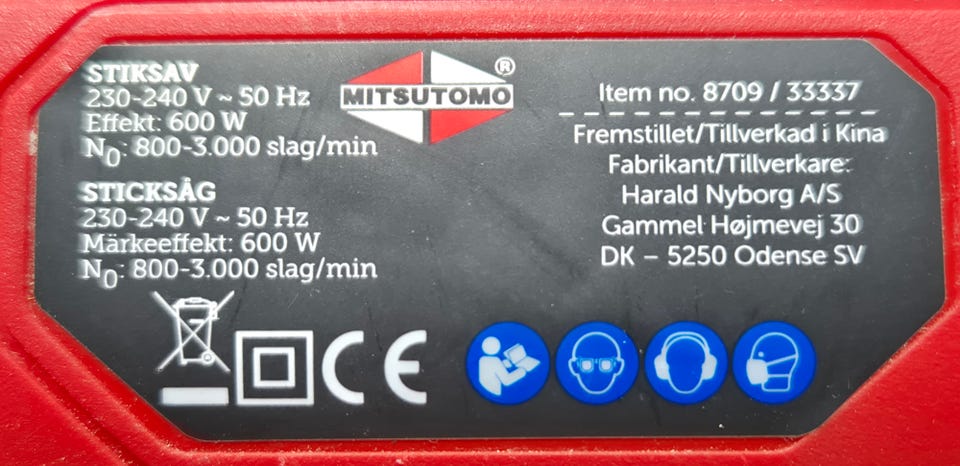 STIKSAV
230-240 V ~ 50 Hz
Effekt: 600 W
N0: 800-3.000 slag/min
STICKSÅG
230-240 V ~ 50 Hz
Märkeeffekt: 600 W
N0: 800-3.000 slag/min
®
MITSUTOMO
Item no. 8709 / 33337
Fremstillet/Tillverkad i Kina
Fabrikant/Tillverkare:
Harald Nyborg A/S
Gammel Højmevej 30
DK – 5250 Odense SV
CE